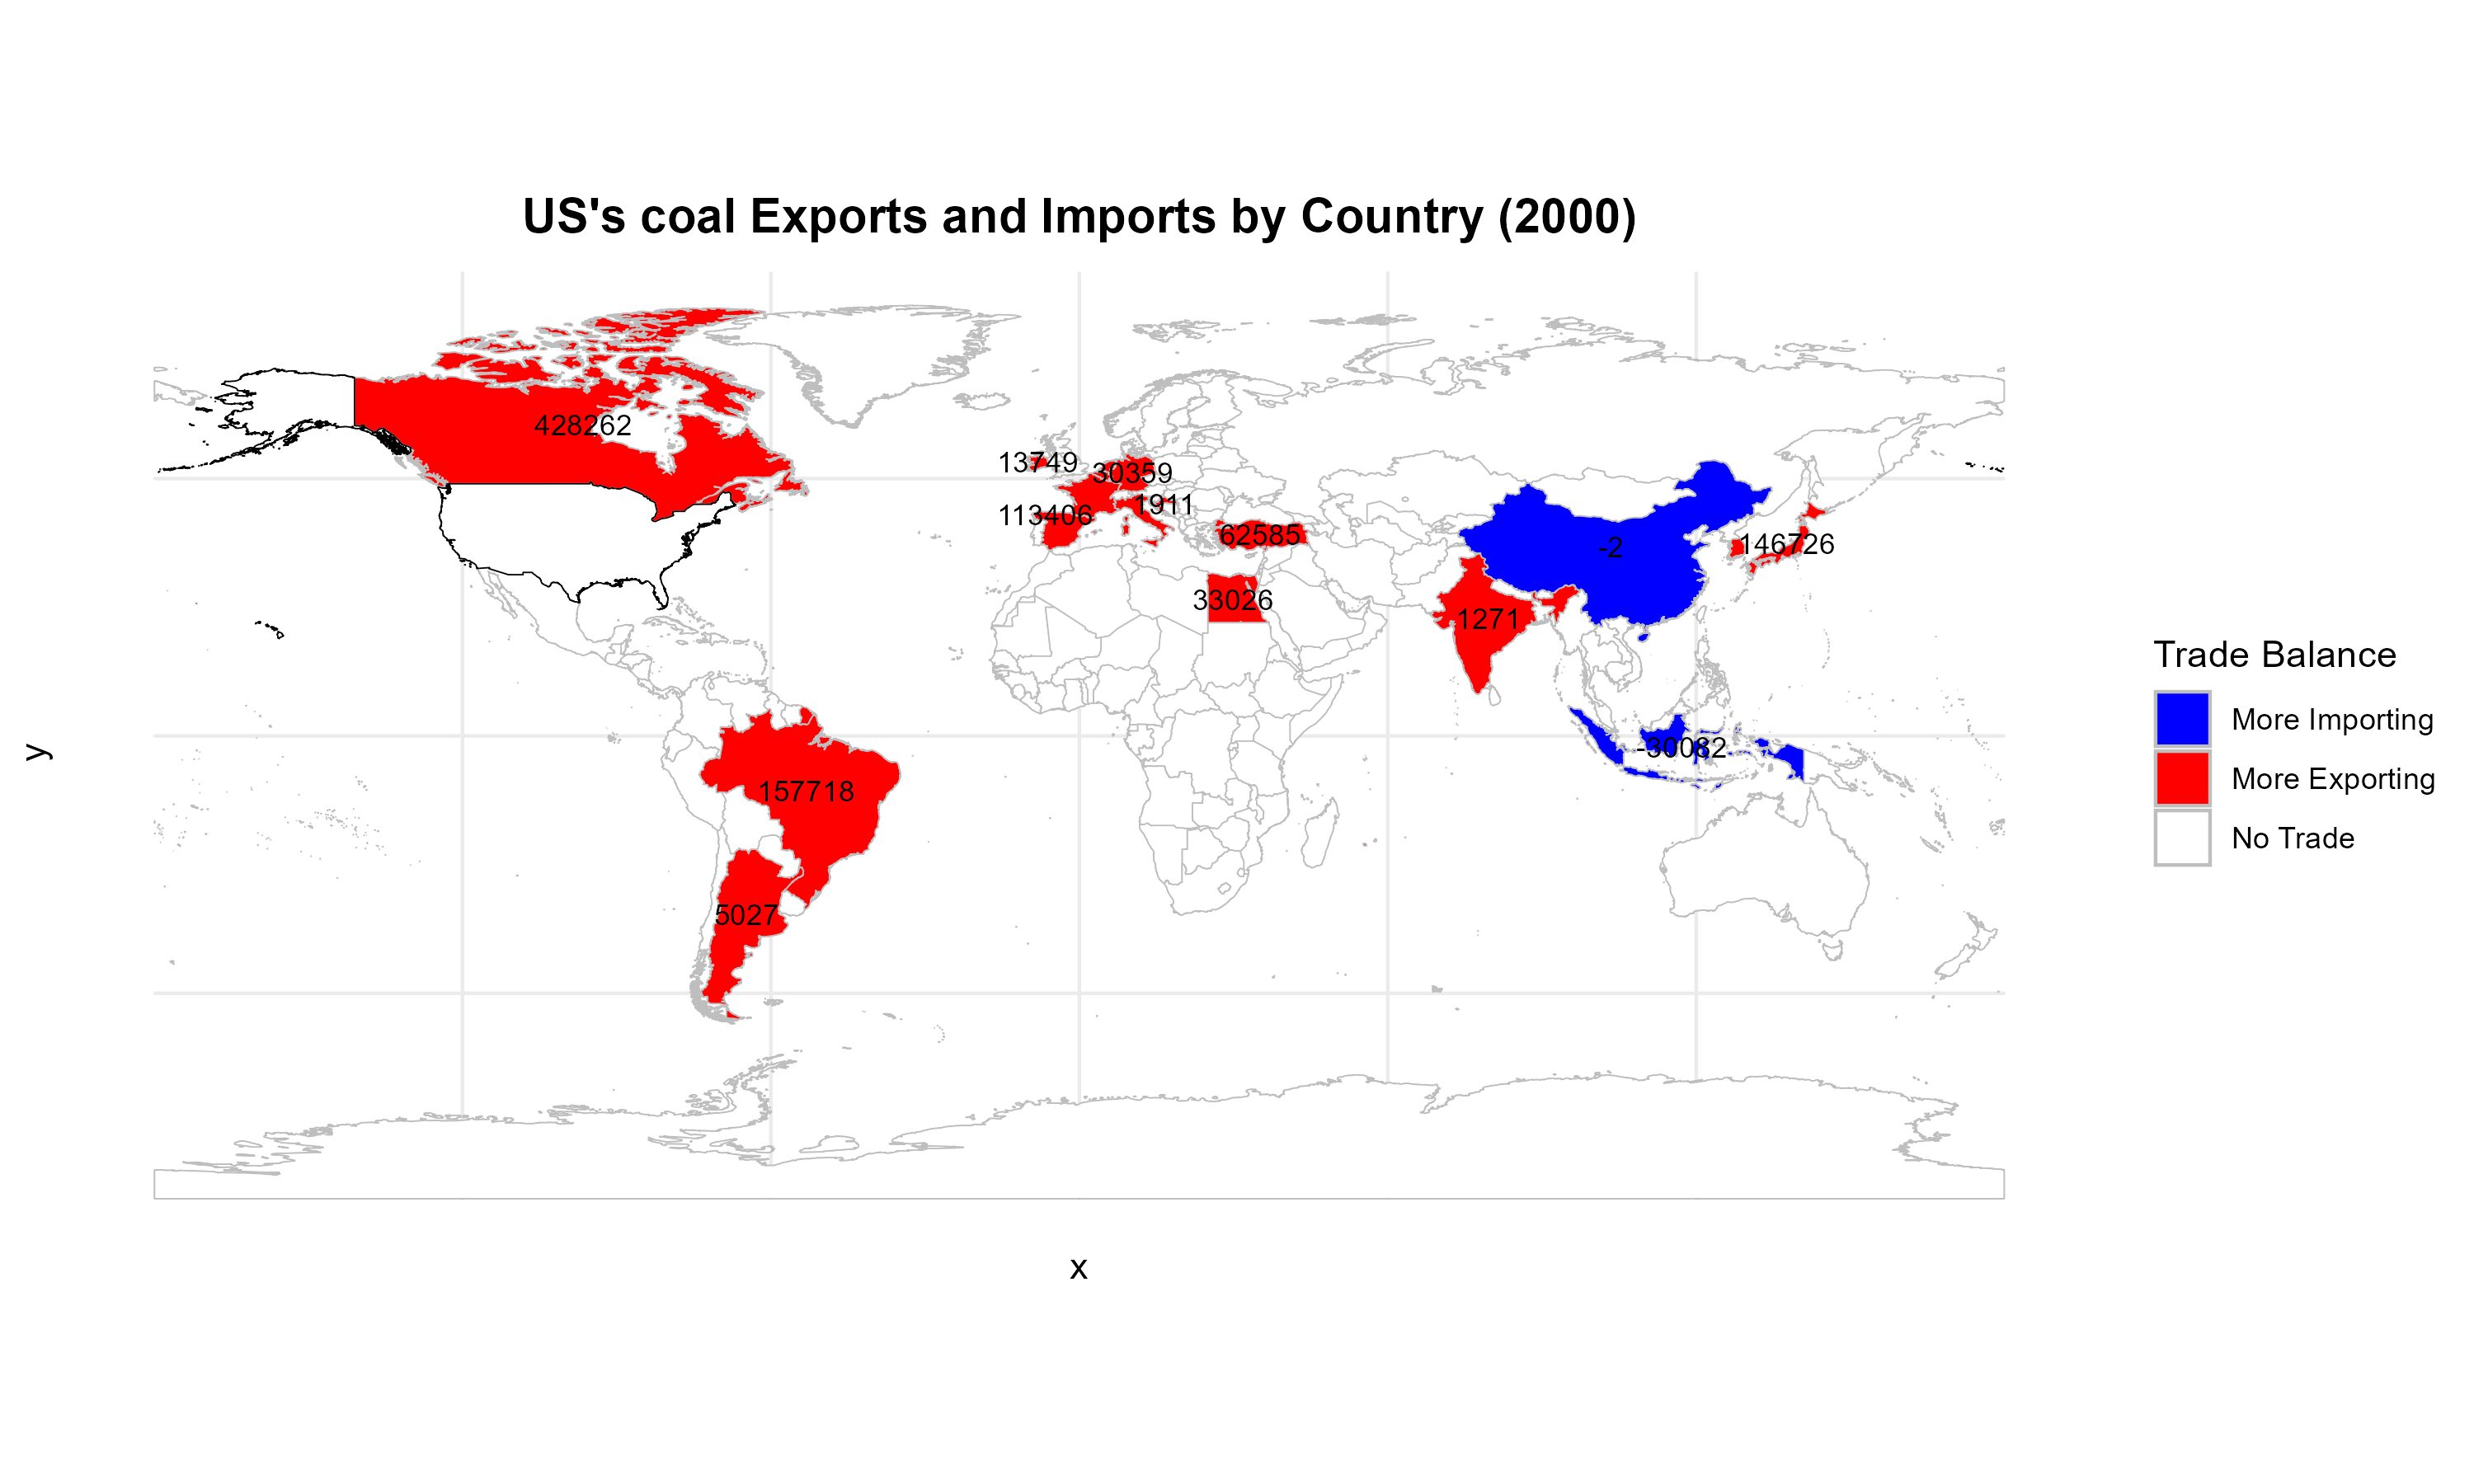 US's coal Exports and Imports by Country (2000)
428262
13749
30359
1911
113406
62585
-2
146726
33026
1271
-30082
157718
5027
y
x
Trade Balance
More Importing
More Exporting
No Trade